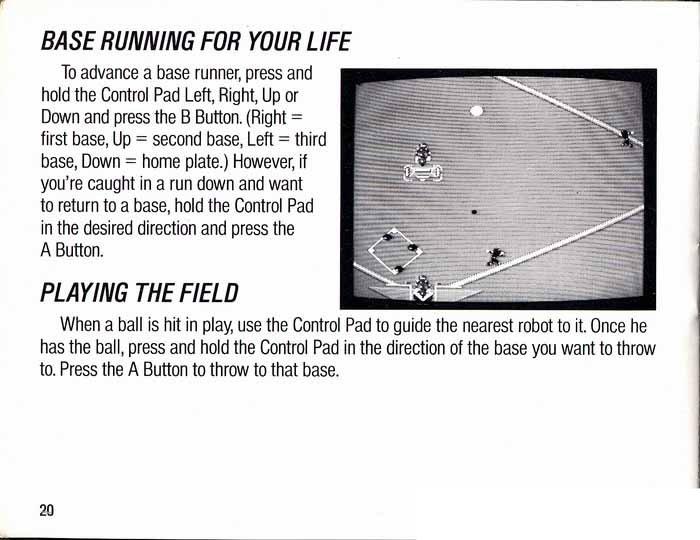 BASE RUNNING FOR YOUR LIFE
To advance a base runner, press and
hold the Control Pad Left, Right, Up or
Down and press the B Button. (Right =
first base, Up = second base, Left = third
base, Down = home plate.) However, if
you're caught in a run down and want
to return to a base, hold the Control Pad
in the desired direction and press the
A Button.
PLAYING THE FIELD
When a ball is hit in play, use the Control Pad to guide the nearest robot to it. Once he
has the ball, press and hold the Control Pad in the direction of the base you want to throw
to. Press the A Button to throw to that base.
20